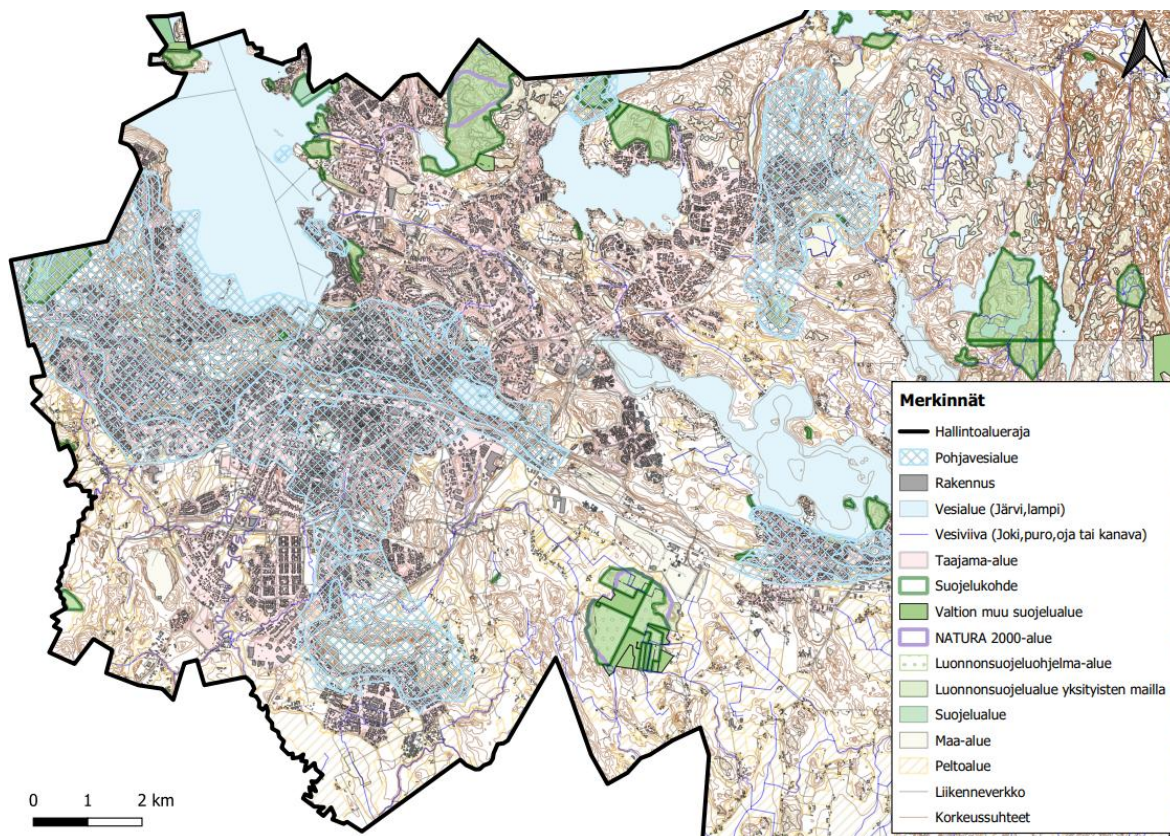 Merkinnät
Hallintoalueraja
Pohjavesialue
Rakennus
Vesialue (Järvi,lampi)
Vesiviiva (Joki,puro,oja tai kanava)
Taajama-alue
Suojelukohde
Valtion muu suojelualue
NATURA 2000-alue
Luonnonsuojeluohjelma-alue
Luonnonsuojelualue yksityisten mailla
Suojelualue
Maa-alue
Peltoalue
Liikenneverkko
Korkeussuhteet
0 1 2 km